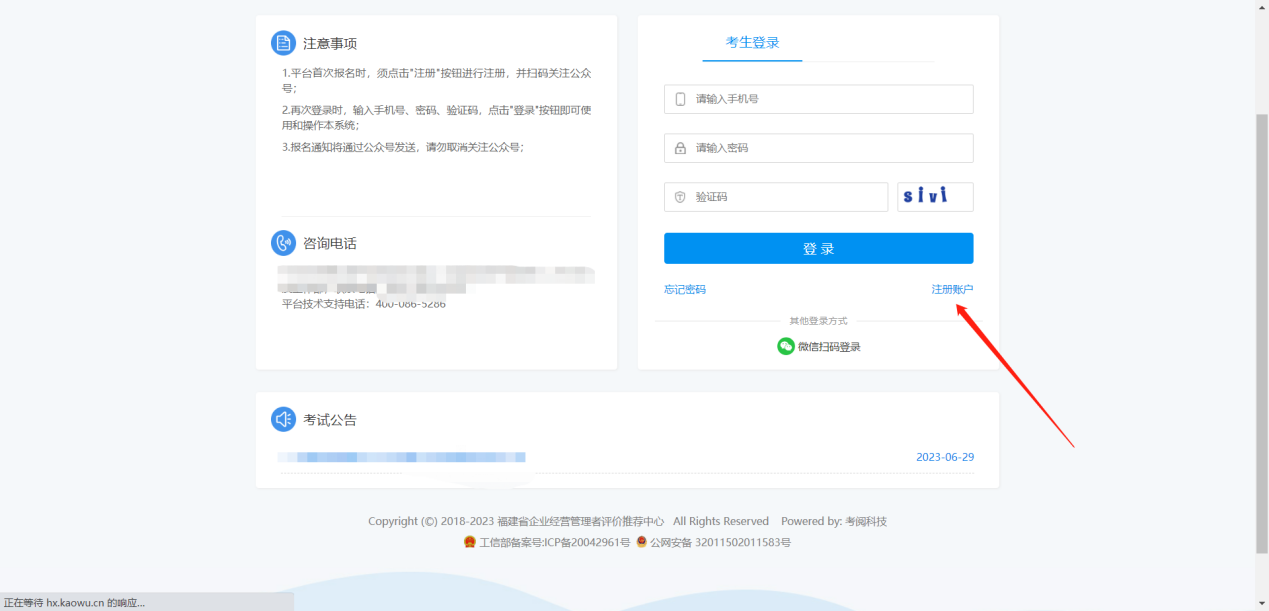 注意事项
1.平台首次报名时，须点击"注册"按钮进行注册，并扫码关注公众
号；
2.再次登录时，输入手机号、密码、验证码，点击"登录"按钮即可使
用和操作本系统；
3.报名通知将通过公众号发送，请勿取消关注公众号；
咨询电话
平台技术支持电话：400-086-5286
考生登录
请输入手机号
请输入密码
验证码
sivi
登 录
忘记密码
注册账户
其他登录方式
微信扫码登录
考试公告
2023-06-29
Copyright (©) 2018-2023 福建省企业经营管理者评价推荐中心 All Rights Reserved Powered by: 考阅科技
工信部备案号:ICP备20042961号 公网安备 32011502011583号
正在等待 hx.kaowu.cn 的响应...